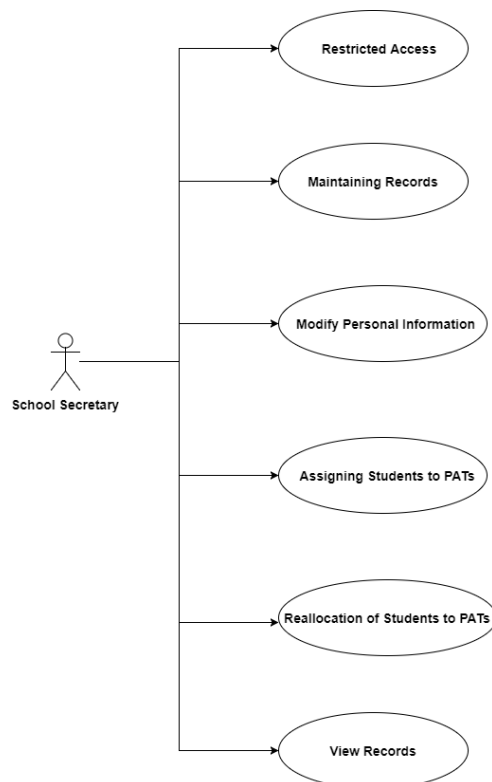 Restricted Access
Maintaining Records
Modify Personal Information
School Secretary
Assigning Students to PATs
Reallocation of Students to PATs
View Records